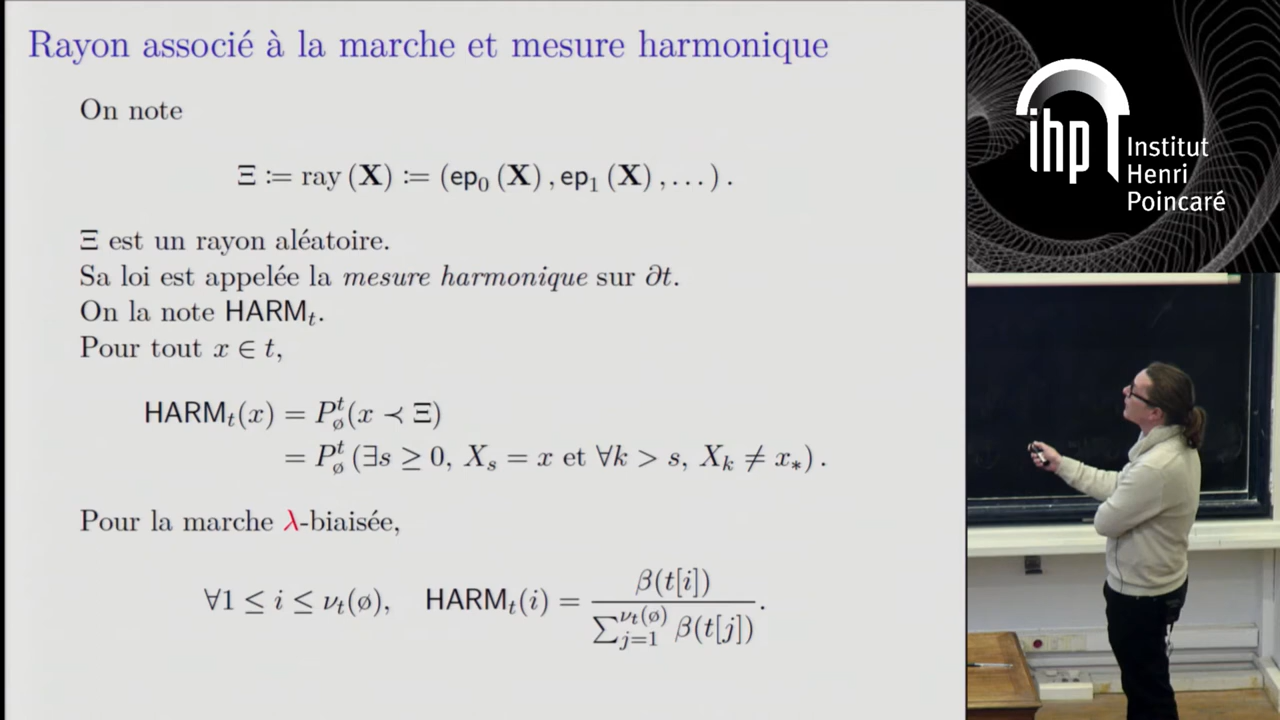 Rayon associé à la marche et mesure harmonique
On note
Ξ := ray (X) := (ep₀ (X) , ep₁ (X) , . . . ) .
Ξ est un rayon aléatoire.
Sa loi est appelée la mesure harmonique sur ∂t.
On la note HARMₜ.
Pour tout x ∈ t,
HARMₜ(x) = P_ø^t(x ≺ Ξ)
= P_ø^t (∃s ≥ 0, X_s = x et ∀k > s, X_k ≠ x_*) .
Pour la marche λ-biaisée,
∀1 ≤ i ≤ νₜ(ø), HARMₜ(i) = β(t[i]) / ∑_{j=1}^{νₜ(ø)} β(t[j]) .
ihp
Institut
Henri
Poincaré